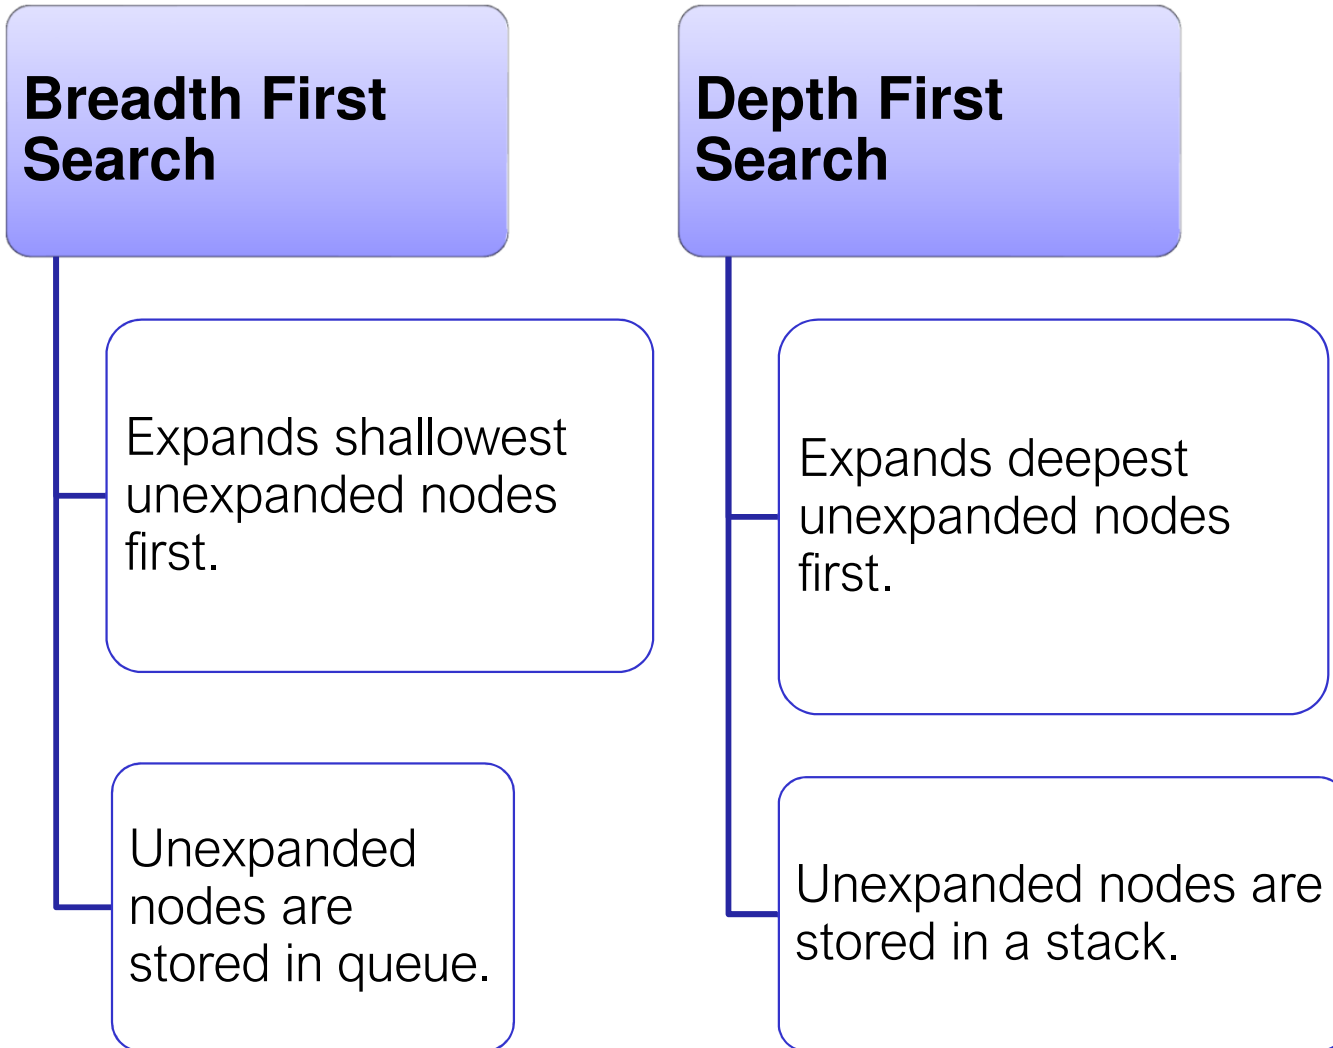 Breadth First
Search
Expands shallowest
unexpanded nodes
first.
Unexpanded
nodes are
stored in queue.
Depth First
Search
Expands deepest
unexpanded nodes
first.
Unexpanded nodes are
stored in a stack.